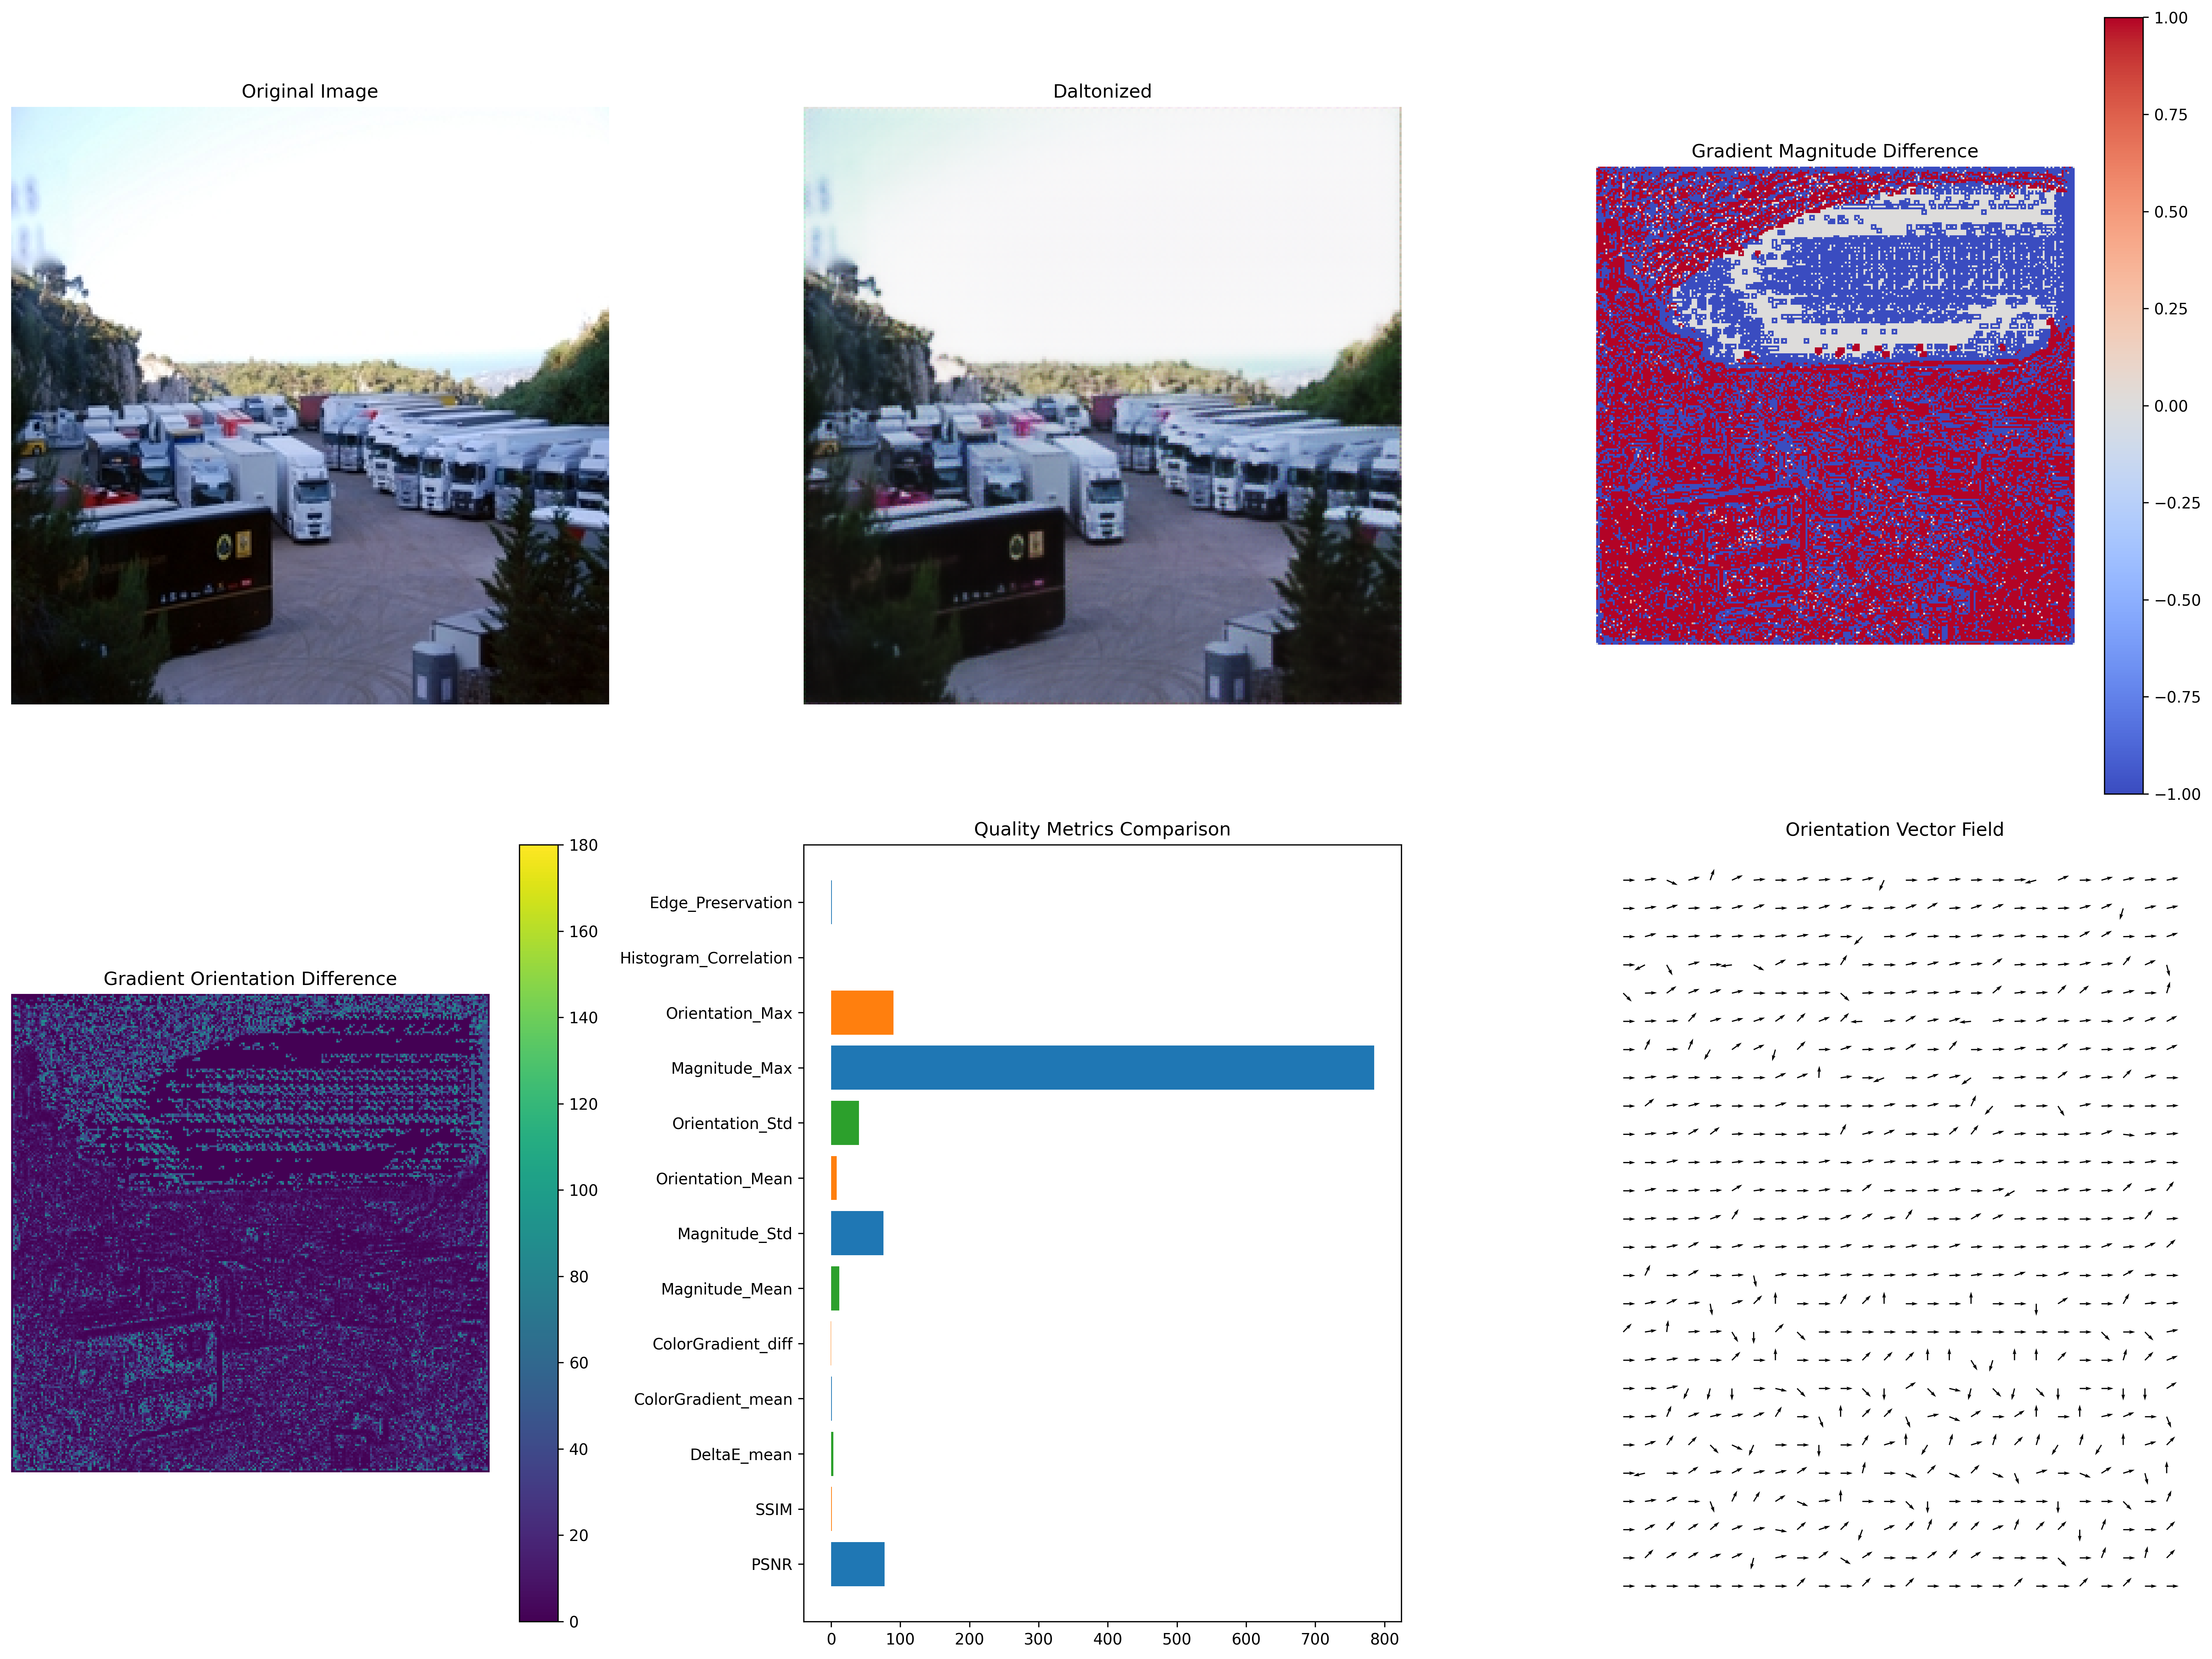 Original Image
Daltonized
Gradient Magnitude Difference
1.00
0.75
0.50
0.25
0.00
−0.25
−0.50
−0.75
−1.00
Gradient Orientation Difference
180
160
140
120
100
80
60
40
20
0
Quality Metrics Comparison
Edge_Preservation
Histogram_Correlation
Orientation_Max
Magnitude_Max
Orientation_Std
Orientation_Mean
Magnitude_Std
Magnitude_Mean
ColorGradient_diff
ColorGradient_mean
DeltaE_mean
SSIM
PSNR
0 100 200 300 400 500 600 700 800
Orientation Vector Field